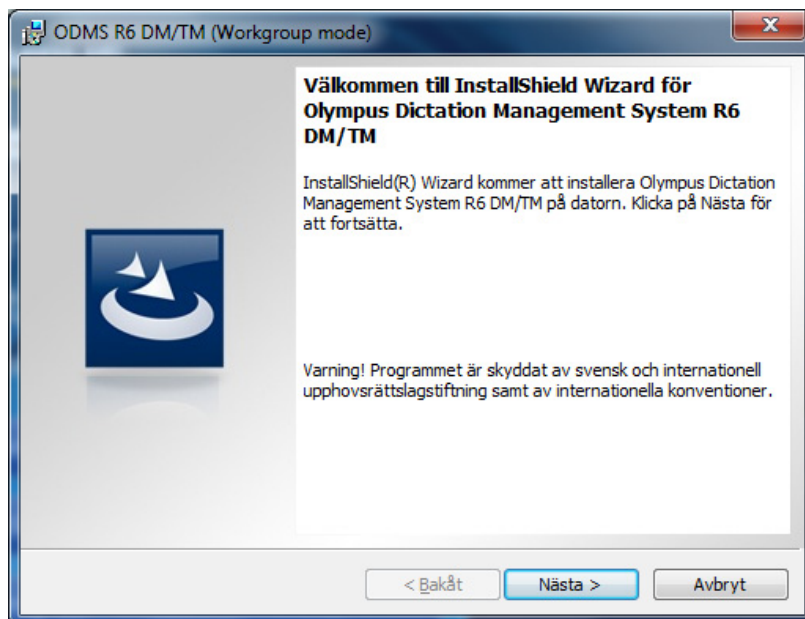 ODMS R6 DM/TM (Workgroup mode)
Välkommen till InstallShield Wizard för
Olympus Dictation Management System R6
DM/TM
InstallShield(R) Wizard kommer att installera Olympus Dictation
Management System R6 DM/TM på datorn. Klicka på Nästa för
att fortsätta.
Varning! Programmet är skyddat av svensk och internationell
upphovsrättslagstiftning samt av internationella konventioner.
< Bakåt
Nästa >
Avbryt